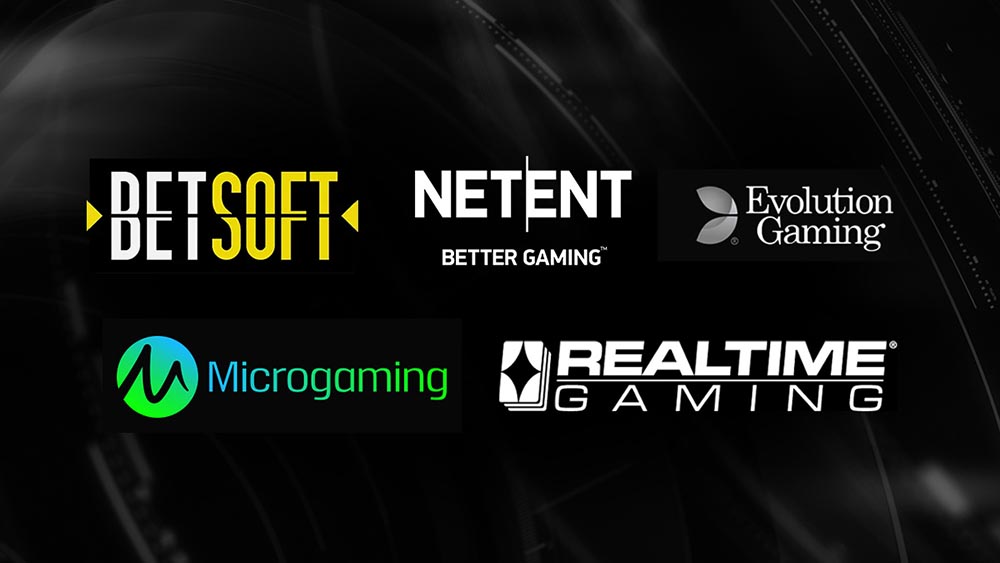 BETSOFT
NETENT
BETTER GAMING™
Evolution
Gaming
®
Microgaming
REALTIME®
GAMING